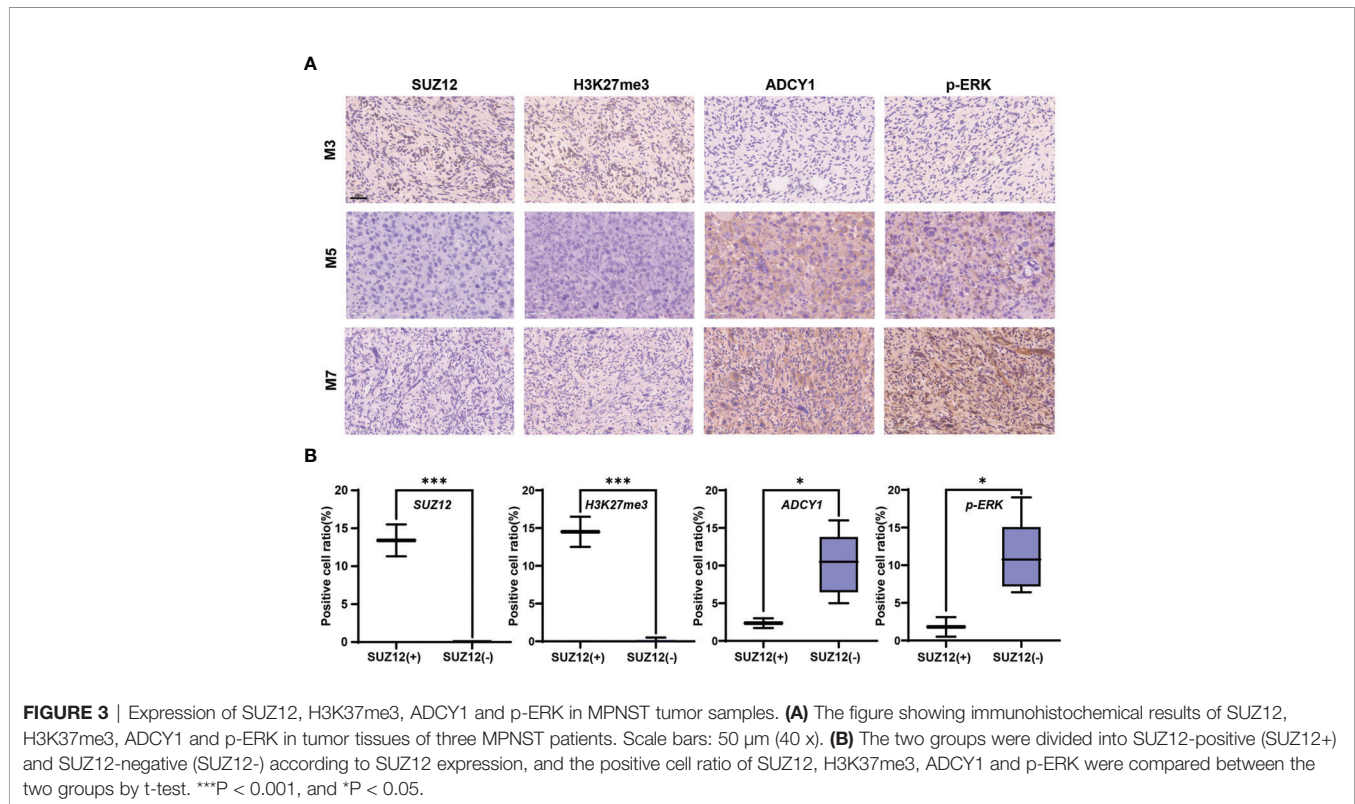 A
SUZ12 H3K27me3 ADCY1 p-ERK
M3
M5
M7
B
*** *** * *
SUZ12 H3K27me3 ADCY1 p-ERK
Positive cell ratio(%) Positive cell ratio(%) Positive cell ratio(%) Positive cell ratio(%)
20 20 20 20
15 15 15 15
10 10 10 10
5 5 5 5
0 0 0 0
SUZ12(+) SUZ12(-) SUZ12(+) SUZ12(-) SUZ12(+) SUZ12(-) SUZ12(+) SUZ12(-)
FIGURE 3 | Expression of SUZ12, H3K37me3, ADCY1 and p-ERK in MPNST tumor samples. (A) The figure showing immunohistochemical results of SUZ12,
H3K37me3, ADCY1 and p-ERK in tumor tissues of three MPNST patients. Scale bars: 50 μm (40 x). (B) The two groups were divided into SUZ12-positive (SUZ12+)
and SUZ12-negative (SUZ12-) according to SUZ12 expression, and the positive cell ratio of SUZ12, H3K37me3, ADCY1 and p-ERK were compared between the
two groups by t-test. ***P < 0.001, and *P < 0.05.